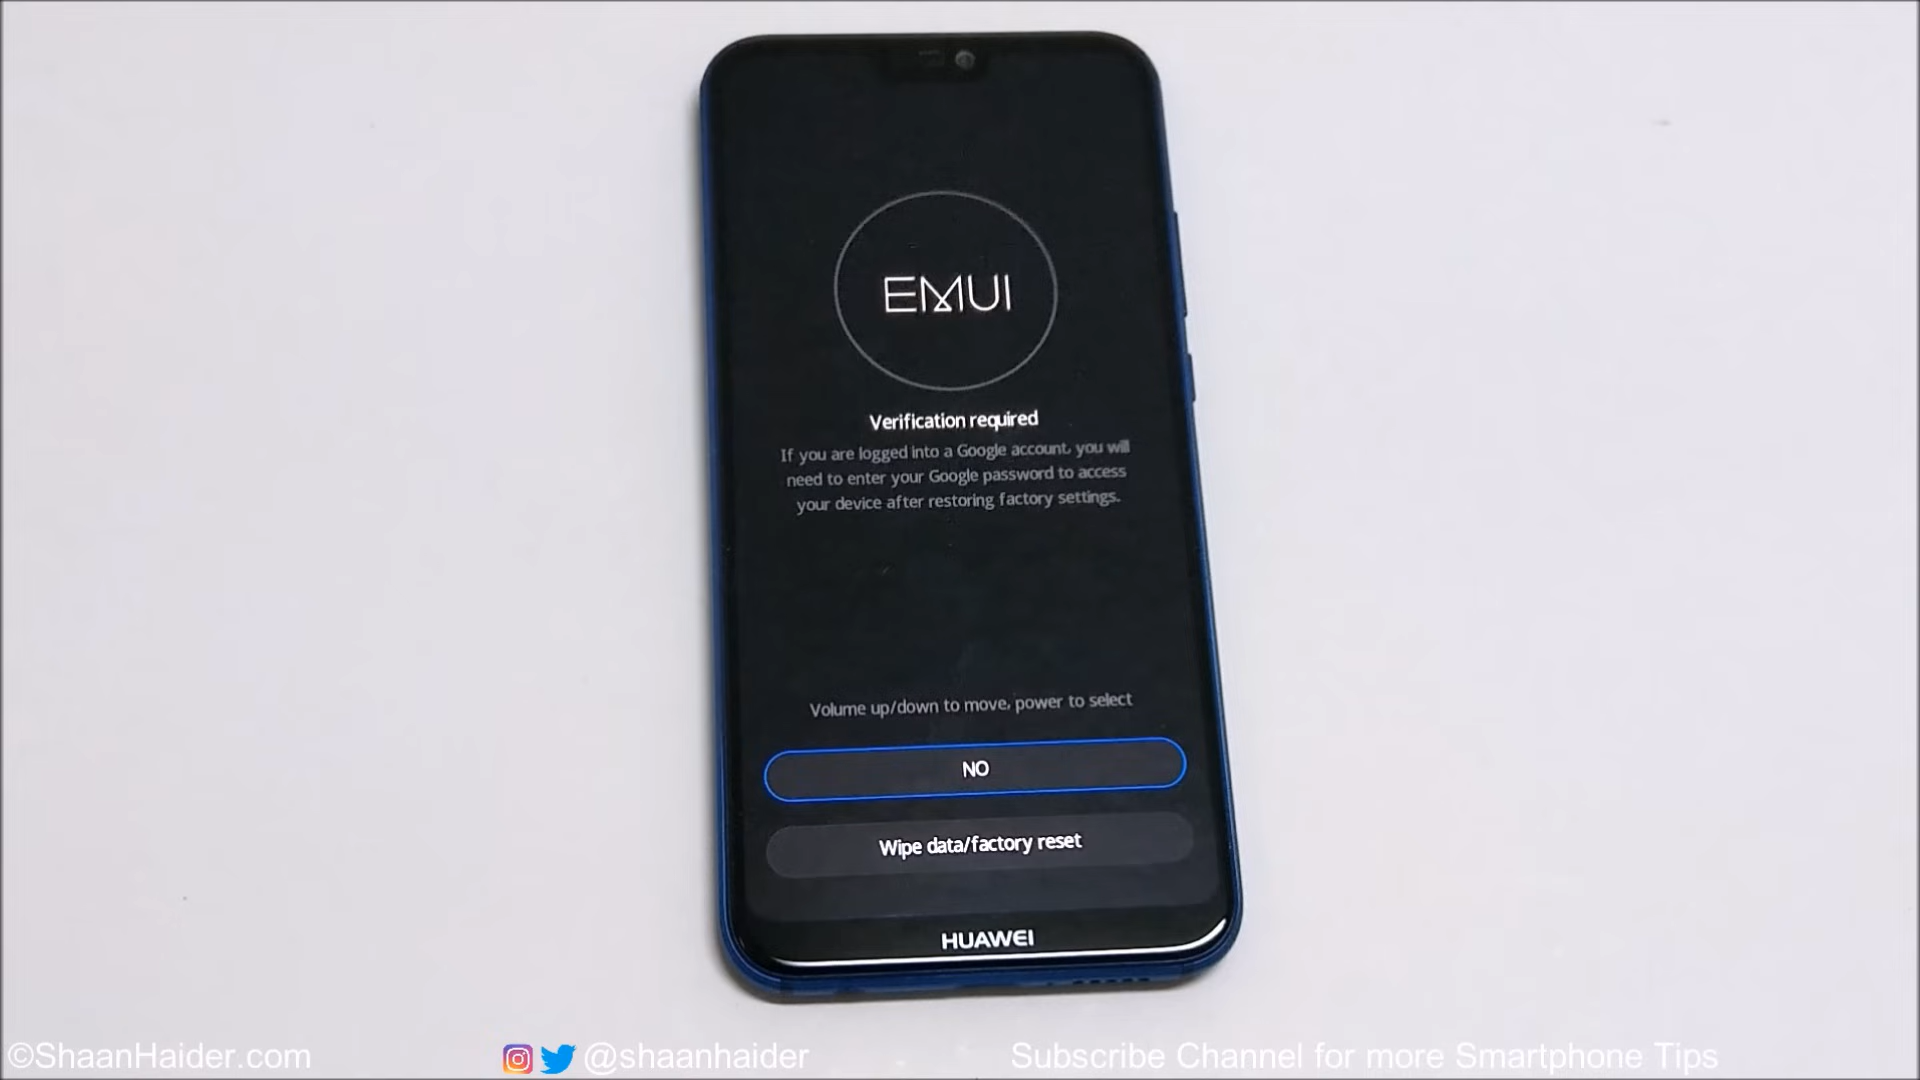 EMUI
Verification required
If you are logged into a Google account, you will
need to enter your Google password to access
your device after restoring factory settings.
Volume up/down to move, power to select
NO
Wipe data/factory reset
HUAWEI
©ShaanHaider.com
@shaanhaider
Subscribe Channel for more Smartphone Tips